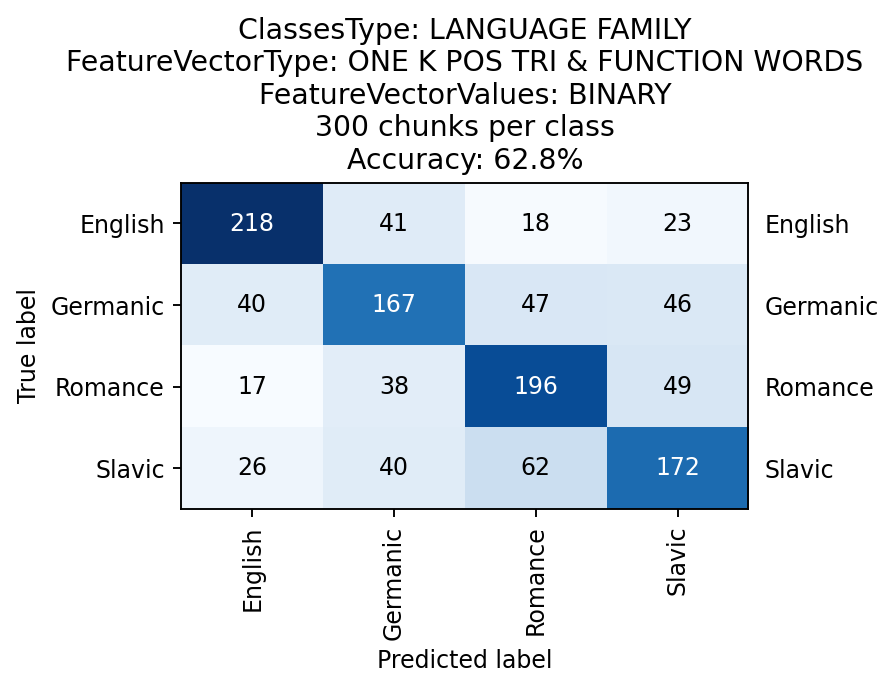 ClassesType: LANGUAGE FAMILY
FeatureVectorType: ONE K POS TRI & FUNCTION WORDS
FeatureVectorValues: BINARY
300 chunks per class
Accuracy: 62.8%
English 218 41 18 23 English
Germanic 40 167 47 46 Germanic
Romance 17 38 196 49 Romance
Slavic 26 40 62 172 Slavic
True label
English Germanic Romance Slavic
Predicted label